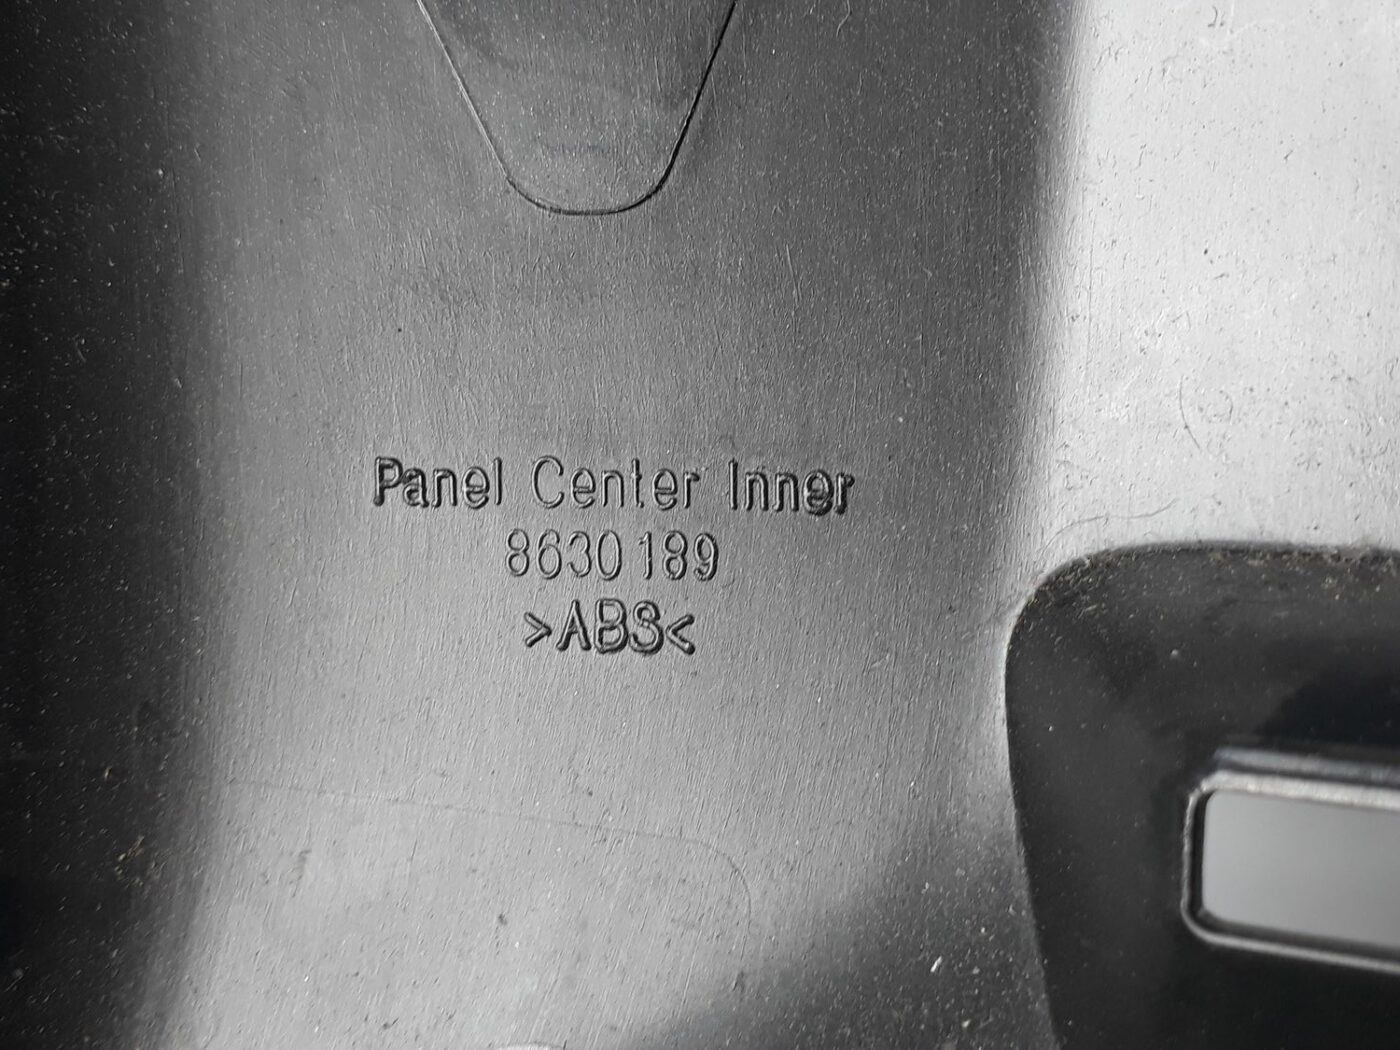 Panel Center Inner
8630189
>ABS<